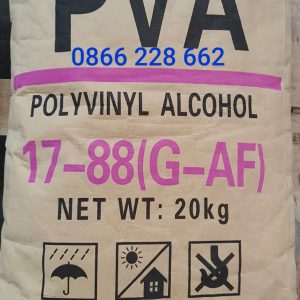 PVA
0866 228 662
POLYVINYL ALCOHOL
17-88(G-AF)
NET WT: 20kg